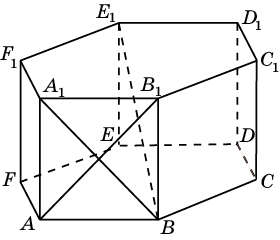 E₁ D₁
F₁ C₁
A₁ B₁
E D
F C
A B